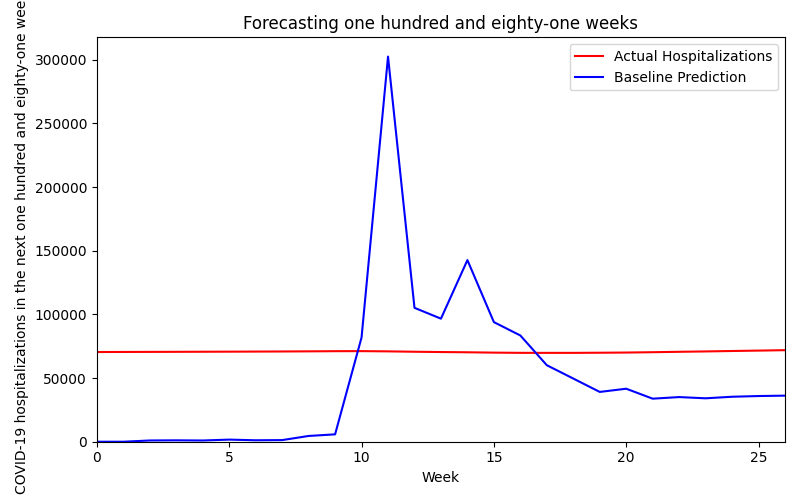 Forecasting one hundred and eighty-one weeks
Actual Hospitalizations
Baseline Prediction
COVID-19 hospitalizations in the next one hundred and eighty-one wee
300000
250000
200000
150000
100000
50000
0
0 5 10 15 20 25
Week